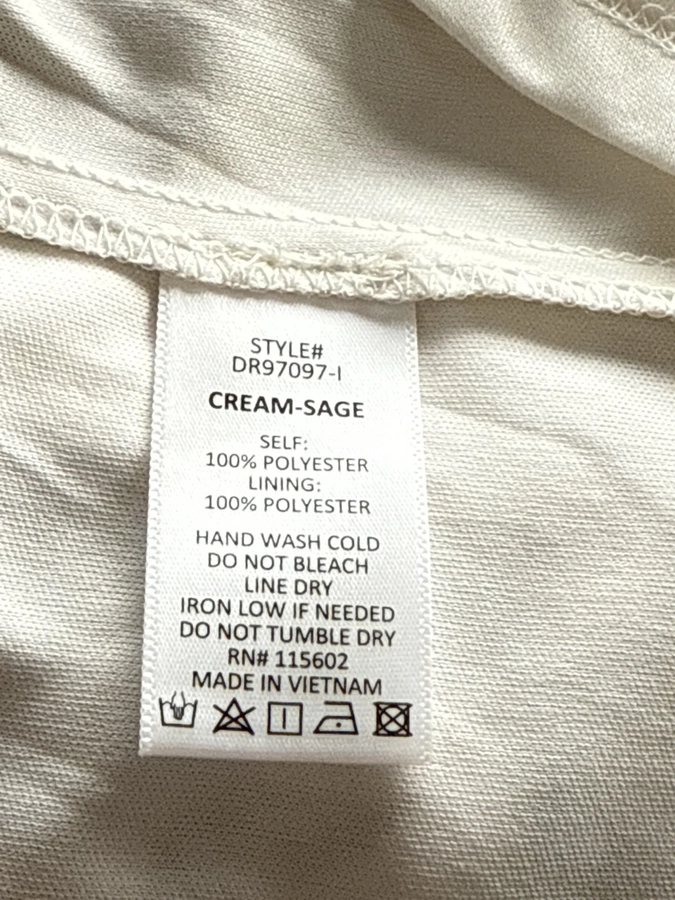 STYLE#
DR97097-I
CREAM-SAGE
SELF:
100% POLYESTER
LINING:
100% POLYESTER
HAND WASH COLD
DO NOT BLEACH
LINE DRY
IRON LOW IF NEEDED
DO NOT TUMBLE DRY
RN# 115602
MADE IN VIETNAM